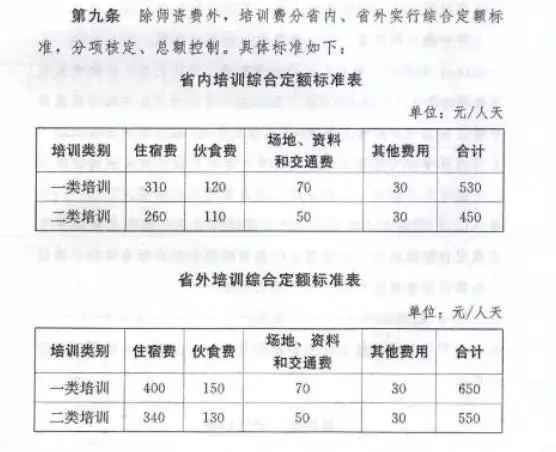 第九条 除师资费外，培训费分省内、省外实行综合定额标
准，分项核定、总额控制。具体标准如下：
省内培训综合定额标准表
单位：元/人天
培训类别 住宿费 伙食费 场地、资料和交通费 其他费用 合计
一类培训 310 120 70 30 530
二类培训 260 110 50 30 450
省外培训综合定额标准表
单位：元/人天
培训类别 住宿费 伙食费 场地、资料和交通费 其他费用 合计
一类培训 400 150 70 30 650
二类培训 340 130 50 30 550